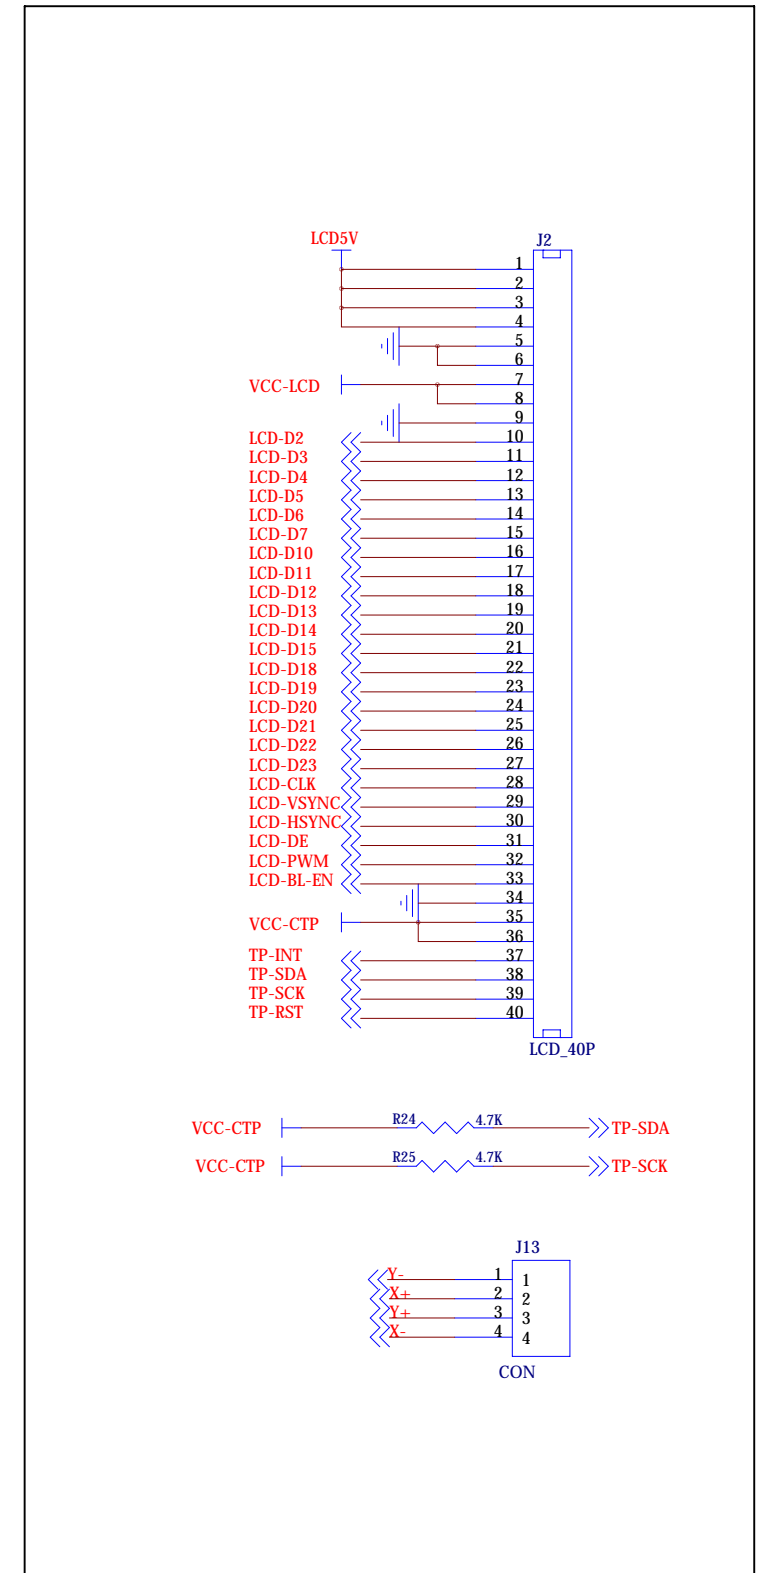 LCD5V
J2
1
2
3
4
5
6
VCC-LCD
7
8
9
LCD-D2 10
LCD-D3 11
LCD-D4 12
LCD-D5 13
LCD-D6 14
LCD-D7 15
LCD-D10 16
LCD-D11 17
LCD-D12 18
LCD-D13 19
LCD-D14 20
LCD-D15 21
LCD-D18 22
LCD-D19 23
LCD-D20 24
LCD-D21 25
LCD-D22 26
LCD-D23 27
LCD-CLK 28
LCD-VSYNC 29
LCD-HSYNC 30
LCD-DE 31
LCD-PWM 32
LCD-BL-EN 33
34
VCC-CTP 35
36
TP-INT 37
TP-SDA 38
TP-SCK 39
TP-RST 40
LCD_40P
VCC-CTP R24 4.7K TP-SDA
VCC-CTP R25 4.7K TP-SCK
J13
Y- 1 1
X+ 2 2
Y+ 3 3
X- 4 4
CON